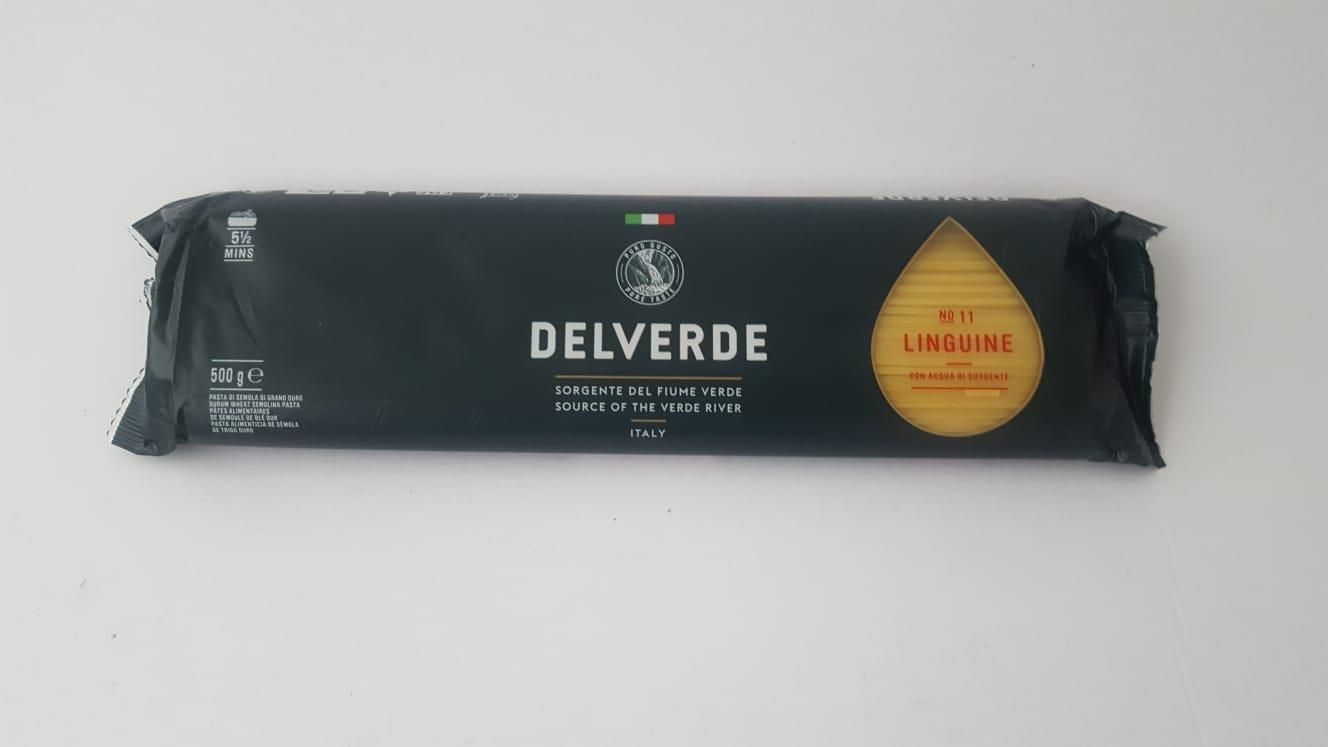 5½
MINS
500 g e
PASTA DI SEMOLA DI GRANO DURO
DURUM WHEAT SEMOLINA PASTA
PÂTES ALIMENTAIRES
DE SEMOULE DE BLÉ DUR
PASTA ALIMENTICIA DE SÉMOLA
DE TRIGO DURO
PURO GUSTO
PURE TASTE
DELVERDE
SORGENTE DEL FIUME VERDE
SOURCE OF THE VERDE RIVER
ITALY
DELVERDE
NO 11
LINGUINE
CON ACQUA DI SORGENTE